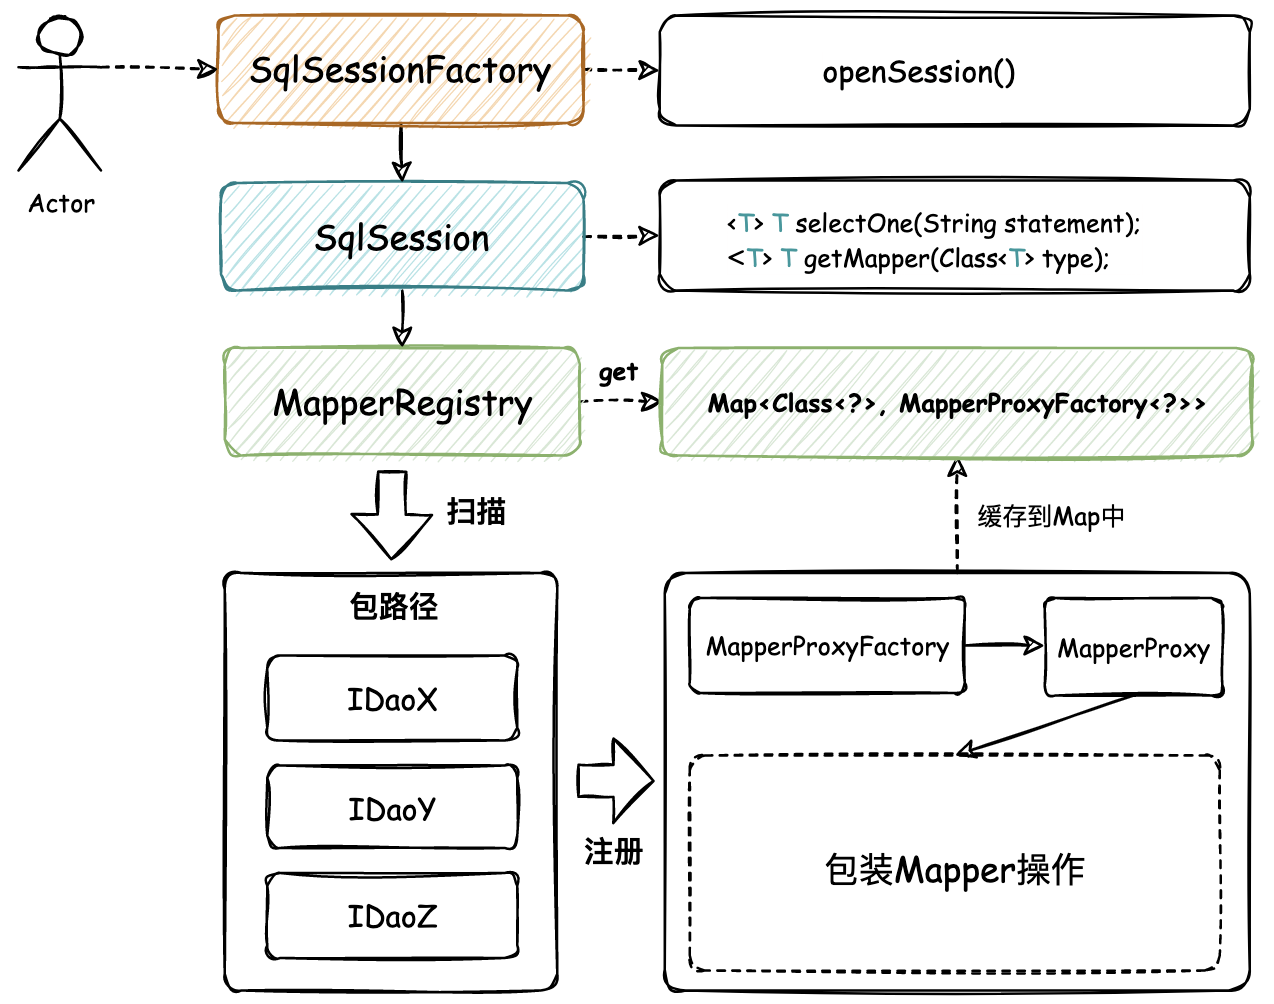 SqlSessionFactory
openSession()
Actor
SqlSession
<T> T selectOne(String statement);
<T> T getMapper(Class<T> type);
MapperRegistry
get
Map<Class<?>, MapperProxyFactory<?>>
扫描
缓存到Map中
包路径
IDaoX
IDaoY
IDaoZ
注册
MapperProxyFactory
MapperProxy
包装Mapper操作